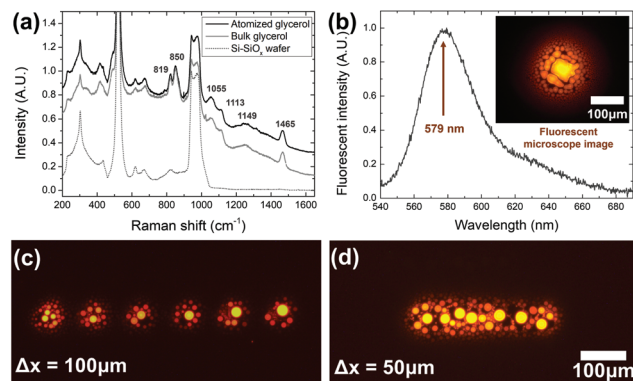 (a)
Intensity (A.U.)
1.4
1.2
1.0
0.8
0.6
0.4
0.2
0.0
Atomized glycerol
Bulk glycerol
Si-SiOₓ wafer
819
850
1055
1113
1149
1465
200 400 600 800 1000 1200 1400 1600
Raman shift (cm⁻¹)
(b)
Fluorescent intensity (A.U.)
1.0
0.8
0.6
0.4
0.2
0.0
579 nm
100μm
Fluorescent
microscope image
540 560 580 600 620 640 660 680
Wavelength (nm)
(c)
Δx = 100μm
(d)
Δx = 50μm
100μm